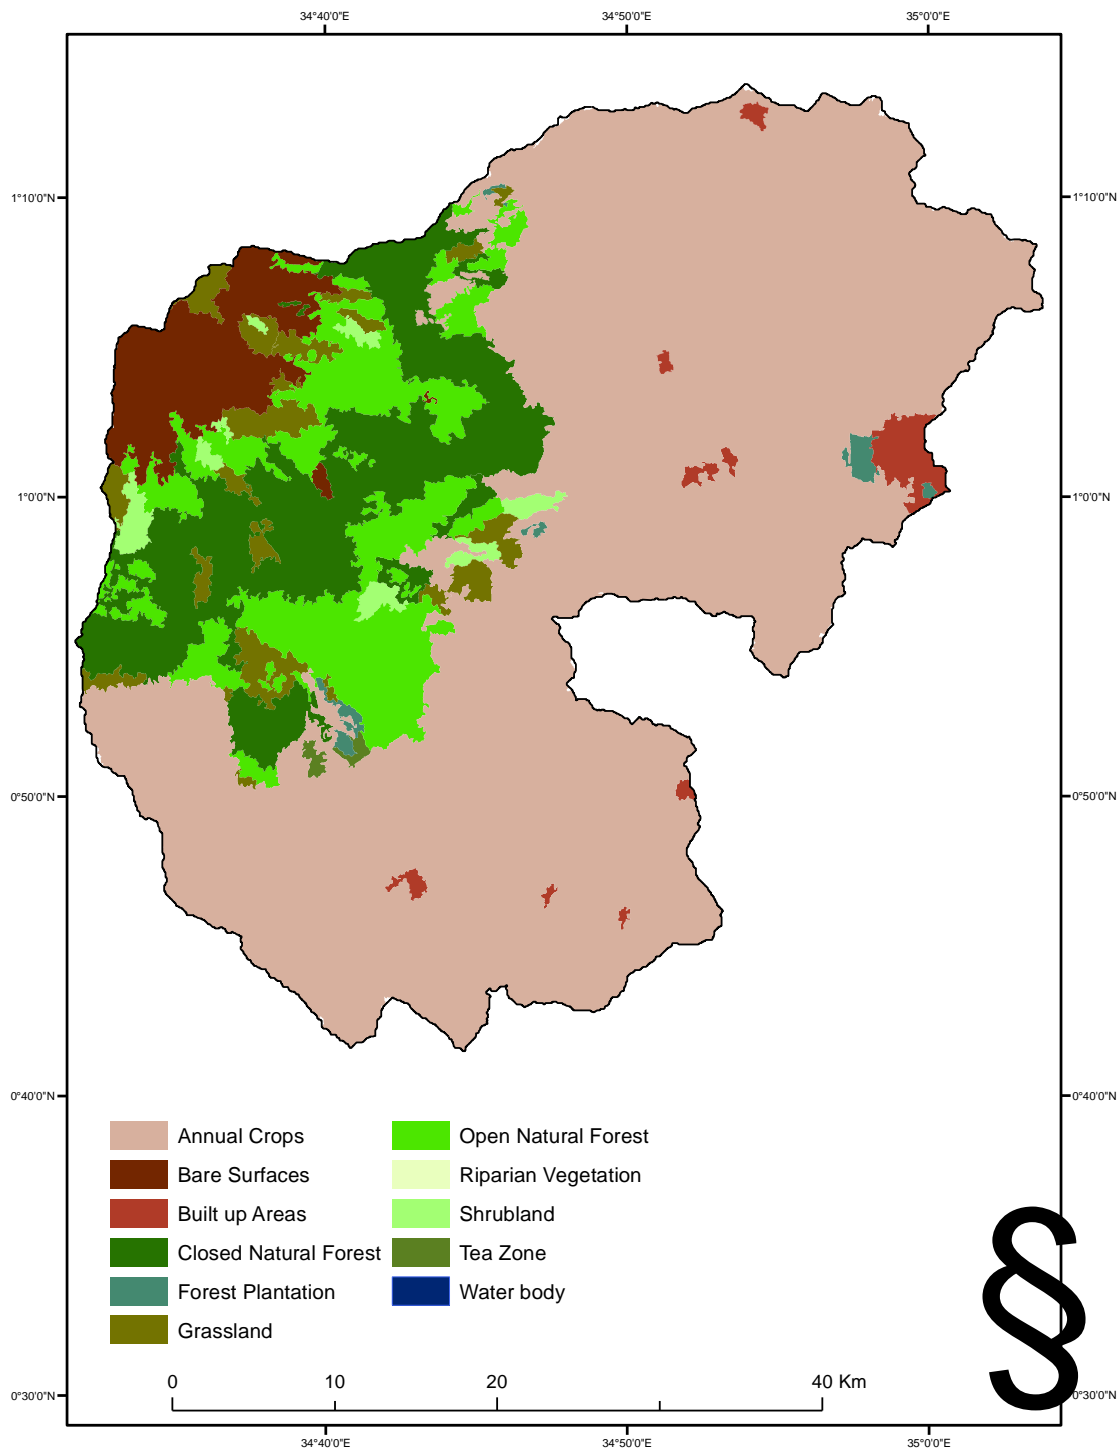 34°40'0"E 34°50'0"E 35°0'0"E
1°10'0"N 1°10'0"N
1°0'0"N 1°0'0"N
0°50'0"N 0°50'0"N
0°40'0"N 0°40'0"N
Annual Crops Open Natural Forest
Bare Surfaces Riparian Vegetation
Built up Areas Shrubland
Closed Natural Forest Tea Zone
Forest Plantation Water body
Grassland
§
0 10 20 40 Km
0°30'0"N 0°30'0"N
34°40'0"E 34°50'0"E 35°0'0"E